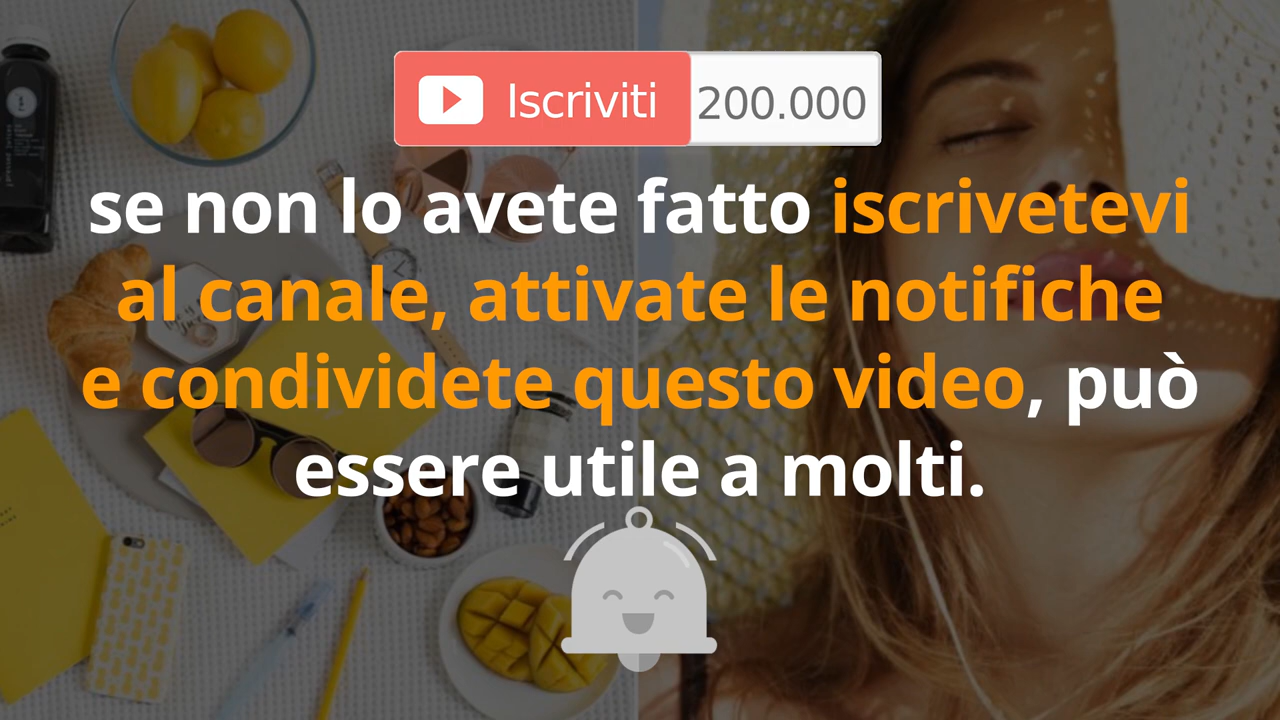 Iscriviti 200.000
se non lo avete fatto iscrivetevi
al canale, attivate le notifiche
e condividete questo video, può
essere utile a molti.